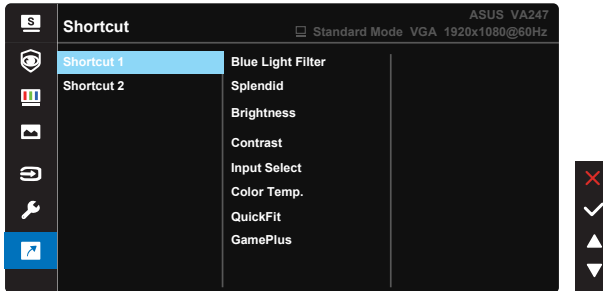 S
Shortcut
ASUS VA247
Standard Mode VGA 1920x1080@60Hz
Shortcut 1
Shortcut 2
Blue Light Filter
Splendid
Brightness
Contrast
Input Select
Color Temp.
QuickFit
GamePlus